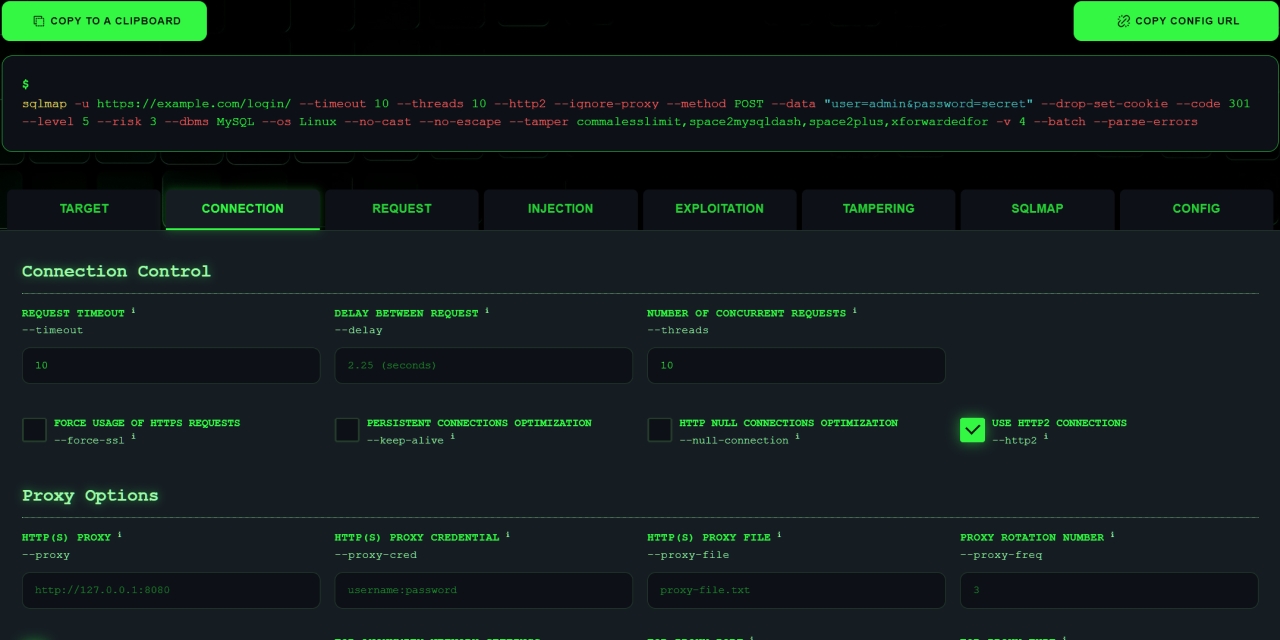 COPY TO A CLIPBOARD
COPY CONFIG URL
$
sqlmap -u https://example.com/login/ --timeout 10 --threads 10 --http2 --ignore-proxy --method POST --data "user=admin&password=secret" --drop-set-cookie --code 301
--level 5 --risk 3 --dbms MySQL --os Linux --no-cast --no-escape --tamper commalesslimit,space2mysqldash,space2plus,xforwardedfor -v 4 --batch --parse-errors
TARGET CONNECTION REQUEST INJECTION EXPLOITATION TAMPERING SQLMAP CONFIG
Connection Control
REQUEST TIMEOUT i DELAY BETWEEN REQUEST i NUMBER OF CONCURRENT REQUESTS i
--timeout --delay --threads
10 2.25 (seconds) 10
FORCE USAGE OF HTTPS REQUESTS PERSISTENT CONNECTIONS OPTIMIZATION HTTP NULL CONNECTIONS OPTIMIZATION USE HTTP2 CONNECTIONS
--force-ssl i --keep-alive i --null-connection i --http2 i
Proxy Options
HTTP(S) PROXY i HTTP(S) PROXY CREDENTIAL i HTTP(S) PROXY FILE i PROXY ROTATION NUMBER i
--proxy --proxy-cred --proxy-file --proxy-freq
http://127.0.0.1:8080 username:password proxy-file.txt 3